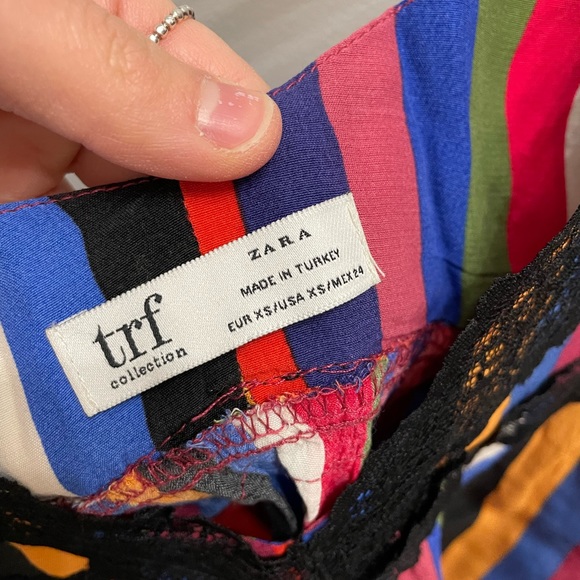 trf
collection
ZARA
MADE IN TURKEY
EUR XS/USA XS/MEX 24